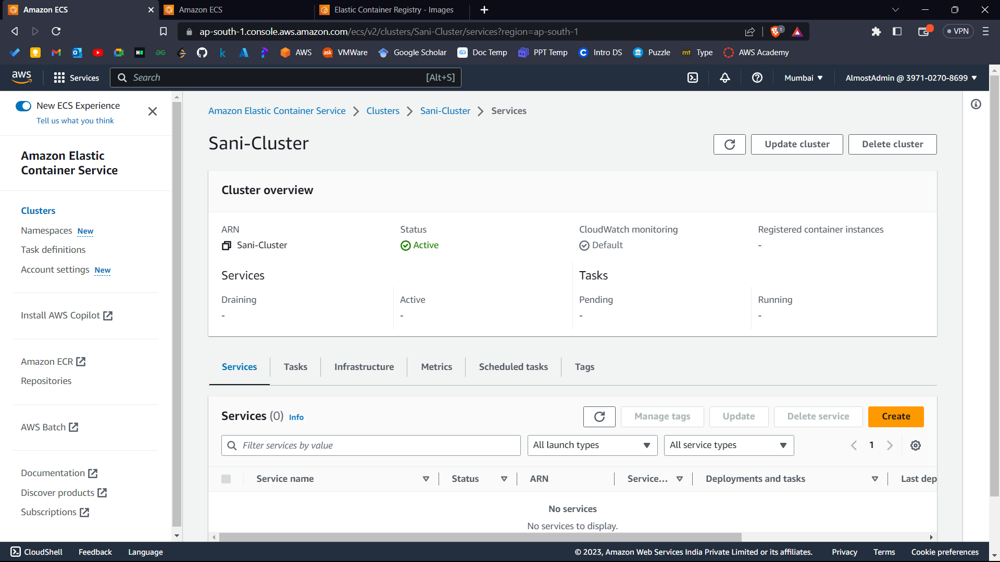 Amazon ECS
Amazon ECS
Elastic Container Registry - Images
ap-south-1.console.aws.amazon.com/ecs/v2/clusters/Sani-Cluster/services?region=ap-south-1
1
VPN
AWS
VMWare
Google Scholar
Doc Temp
PPT Temp
Intro DS
Puzzle
mt Type
AWS Academy
aws
Services
Search
[Alt+S]
Mumbai
AlmostAdmin @ 3971-0270-8699
New ECS Experience
Tell us what you think
Amazon Elastic
Container Service
Clusters
Namespaces New
Task definitions
Account settings New
Install AWS Copilot
Amazon ECR
Repositories
AWS Batch
Documentation
Discover products
Subscriptions
Amazon Elastic Container Service
Clusters
Sani-Cluster
Services
Sani-Cluster
Update cluster
Delete cluster
Cluster overview
ARN
Sani-Cluster
Status
Active
CloudWatch monitoring
Default
Registered container instances
-
Services
Draining
-
Active
-
Tasks
Pending
-
Running
-
Services
Tasks
Infrastructure
Metrics
Scheduled tasks
Tags
Services (0) Info
Manage tags
Update
Delete service
Create
Filter services by value
All launch types
All service types
1
Service name
Status
ARN
Service...
Deployments and tasks
Last dep
No services
No services to display.
CloudShell
Feedback
Language
© 2023, Amazon Web Services India Private Limited or its affiliates.
Privacy
Terms
Cookie preferences